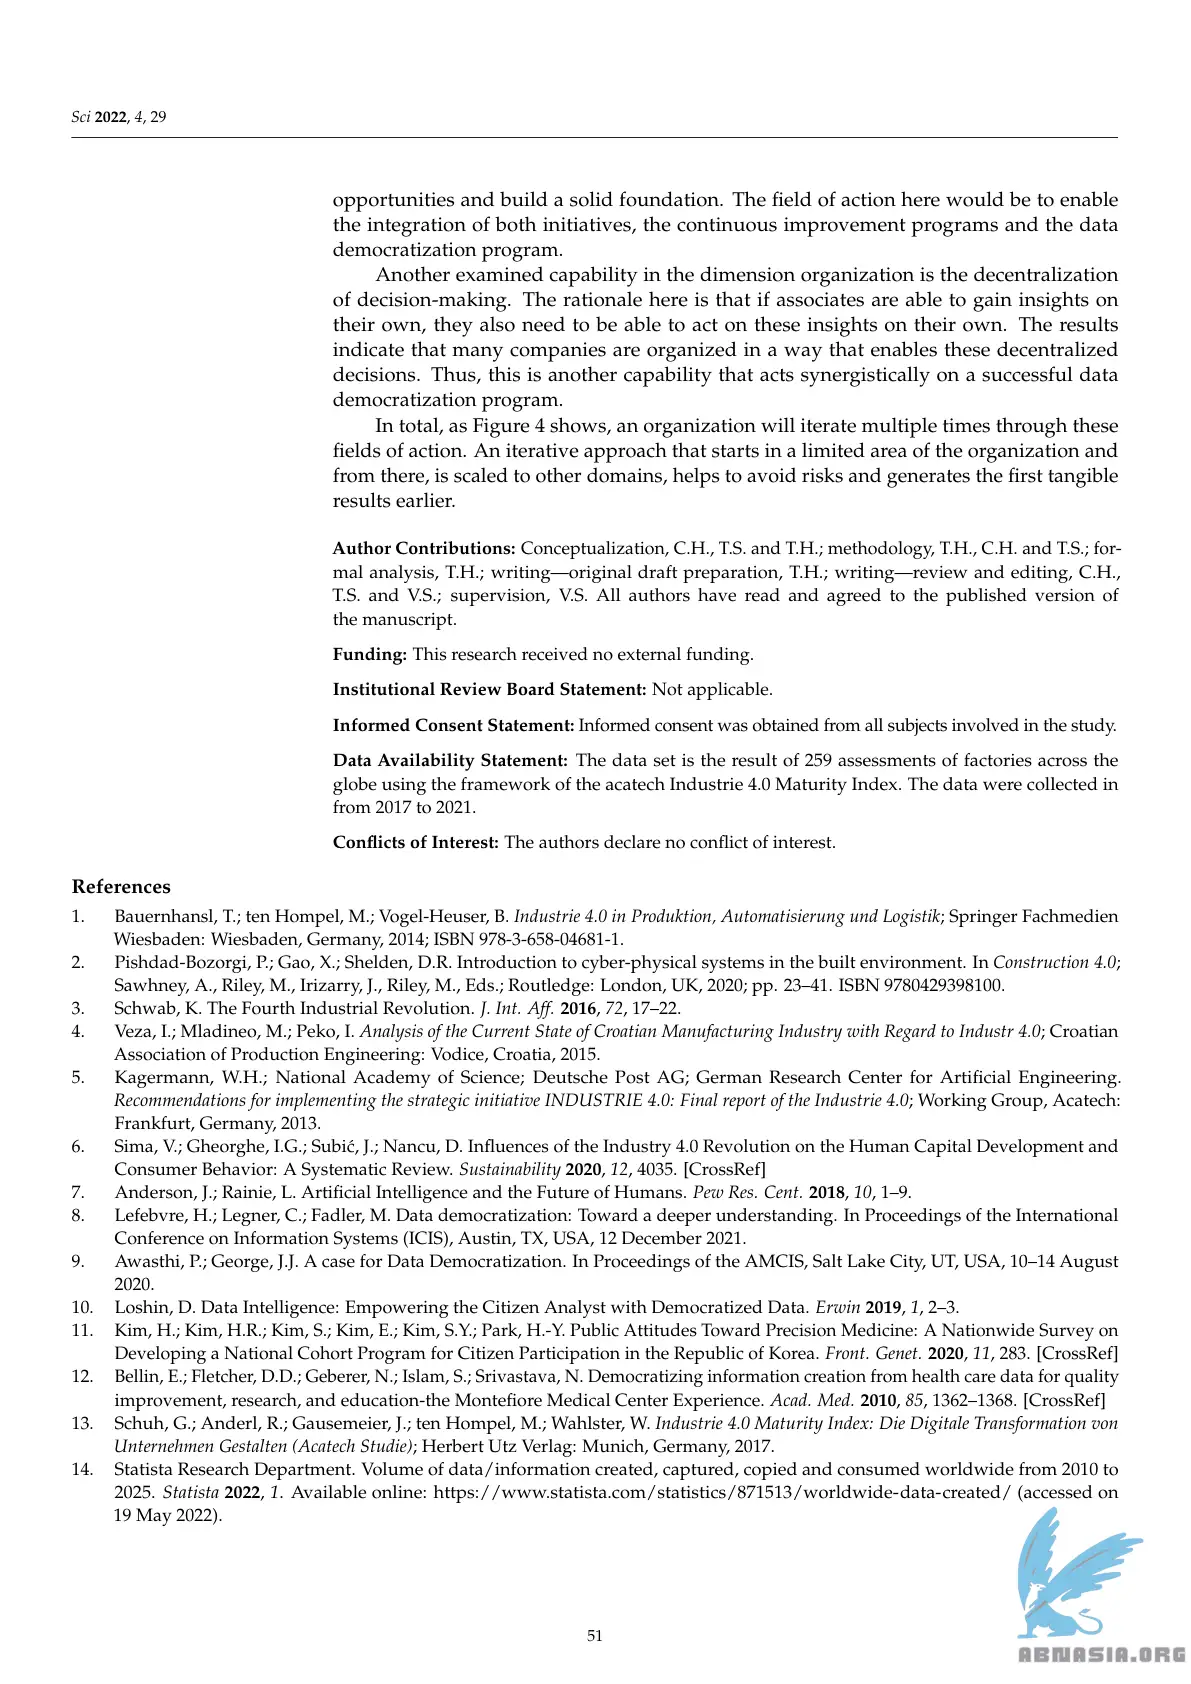 Sci 2022, 4, 29
opportunities and build a solid foundation. The field of action here would be to enable
the integration of both initiatives, the continuous improvement programs and the data
democratization program.
Another examined capability in the dimension organization is the decentralization
of decision-making. The rationale here is that if associates are able to gain insights on
their own, they also need to be able to act on these insights on their own. The results
indicate that many companies are organized in a way that enables these decentralized
decisions. Thus, this is another capability that acts synergistically on a successful data
democratization program.
In total, as Figure 4 shows, an organization will iterate multiple times through these
fields of action. An iterative approach that starts in a limited area of the organization and
from there, is scaled to other domains, helps to avoid risks and generates the first tangible
results earlier.
Author Contributions: Conceptualization, C.H., T.S. and T.H.; methodology, T.H., C.H. and T.S.; for-
mal analysis, T.H.; writing—original draft preparation, T.H.; writing—review and editing, C.H.,
T.S. and V.S.; supervision, V.S. All authors have read and agreed to the published version of
the manuscript.
Funding: This research received no external funding.
Institutional Review Board Statement: Not applicable.
Informed Consent Statement: Informed consent was obtained from all subjects involved in the study.
Data Availability Statement: The data set is the result of 259 assessments of factories across the
globe using the framework of the acatech Industrie 4.0 Maturity Index. The data were collected in
from 2017 to 2021.
Conflicts of Interest: The authors declare no conflict of interest.
References
1. Bauernhansl, T.; ten Hompel, M.; Vogel-Heuser, B. Industrie 4.0 in Produktion, Automatisierung und Logistik; Springer Fachmedien
Wiesbaden: Wiesbaden, Germany, 2014; ISBN 978-3-658-04681-1.
2. Pishdad-Bozorgi, P.; Gao, X.; Shelden, D.R. Introduction to cyber-physical systems in the built environment. In Construction 4.0;
Sawhney, A., Riley, M., Irizarry, J., Riley, M., Eds.; Routledge: London, UK, 2020; pp. 23–41. ISBN 9780429398100.
3. Schwab, K. The Fourth Industrial Revolution. J. Int. Aff. 2016, 72, 17–22.
4. Veza, I.; Mladineo, M.; Peko, I. Analysis of the Current State of Croatian Manufacturing Industry with Regard to Industr 4.0; Croatian
Association of Production Engineering: Vodice, Croatia, 2015.
5. Kagermann, W.H.; National Academy of Science; Deutsche Post AG; German Research Center for Artificial Engineering.
Recommendations for implementing the strategic initiative INDUSTRIE 4.0: Final report of the Industrie 4.0; Working Group, Acatech:
Frankfurt, Germany, 2013.
6. Sima, V.; Gheorghe, I.G.; Subić, J.; Nancu, D. Influences of the Industry 4.0 Revolution on the Human Capital Development and
Consumer Behavior: A Systematic Review. Sustainability 2020, 12, 4035. [CrossRef]
7. Anderson, J.; Rainie, L. Artificial Intelligence and the Future of Humans. Pew Res. Cent. 2018, 10, 1–9.
8. Lefebvre, H.; Legner, C.; Fadler, M. Data democratization: Toward a deeper understanding. In Proceedings of the International
Conference on Information Systems (ICIS), Austin, TX, USA, 12 December 2021.
9. Awasthi, P.; George, J.J. A case for Data Democratization. In Proceedings of the AMCIS, Salt Lake City, UT, USA, 10–14 August
2020.
10. Loshin, D. Data Intelligence: Empowering the Citizen Analyst with Democratized Data. Erwin 2019, 1, 2–3.
11. Kim, H.; Kim, H.R.; Kim, S.; Kim, E.; Kim, S.Y.; Park, H.-Y. Public Attitudes Toward Precision Medicine: A Nationwide Survey on
Developing a National Cohort Program for Citizen Participation in the Republic of Korea. Front. Genet. 2020, 11, 283. [CrossRef]
12. Bellin, E.; Fletcher, D.D.; Geberer, N.; Islam, S.; Srivastava, N. Democratizing information creation from health care data for quality
improvement, research, and education-the Montefiore Medical Center Experience. Acad. Med. 2010, 85, 1362–1368. [CrossRef]
13. Schuh, G.; Anderl, R.; Gausemeier, J.; ten Hompel, M.; Wahlster, W. Industrie 4.0 Maturity Index: Die Digitale Transformation von
Unternehmen Gestalten (Acatech Studie); Herbert Utz Verlag: Munich, Germany, 2017.
14. Statista Research Department. Volume of data/information created, captured, copied and consumed worldwide from 2010 to
2025. Statista 2022, 1. Available online: https://www.statista.com/statistics/871513/worldwide-data-created/ (accessed on
19 May 2022).
51
ABNASIA.ORG